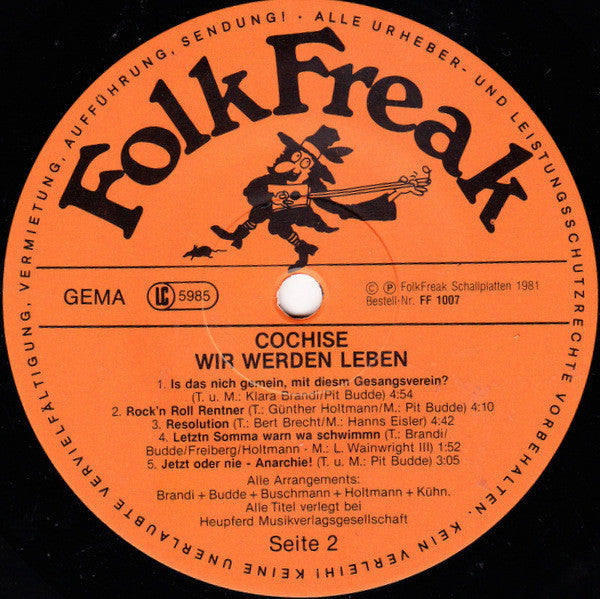 ALLE URHEBER- UND LEISTUNGSSCHUTZRECHTE VORBEHALTEN. KEIN VERLEIH! KEINE UNERLAUBTE VERVIELFÄLTIGUNG, VERMIETUNG, AUFFÜHRUNG, SENDUNG! ·
FolkFreak
GEMA
LC 5985
© ℗ FolkFreak Schallplatten 1981
Bestell-Nr. FF 1007
COCHISE
WIR WERDEN LEBEN
1. Is das nich gemein, mit diesm Gesangsverein?
(T. u. M.: Klara Brandi/Pit Budde) 4:54
2. Rock'n Roll Rentner (T.: Günther Holtmann/M.: Pit Budde) 4:10
3. Resolution (T.: Bert Brecht/M.: Hanns Eisler) 4:42
4. Letztn Somma warn wa schwimmn (T.: Brandi/
Budde/Freiberg/Holtmann · M.: L. Wainwright III) 1:52
5. Jetzt oder nie - Anarchie! (T. u. M.: Pit Budde) 3:05
Alle Arrangements:
Brandi + Budde + Buschmann + Holtmann + Kühn.
Alle Titel verlegt bei
Heupferd Musikverlagsgesellschaft
Seite 2